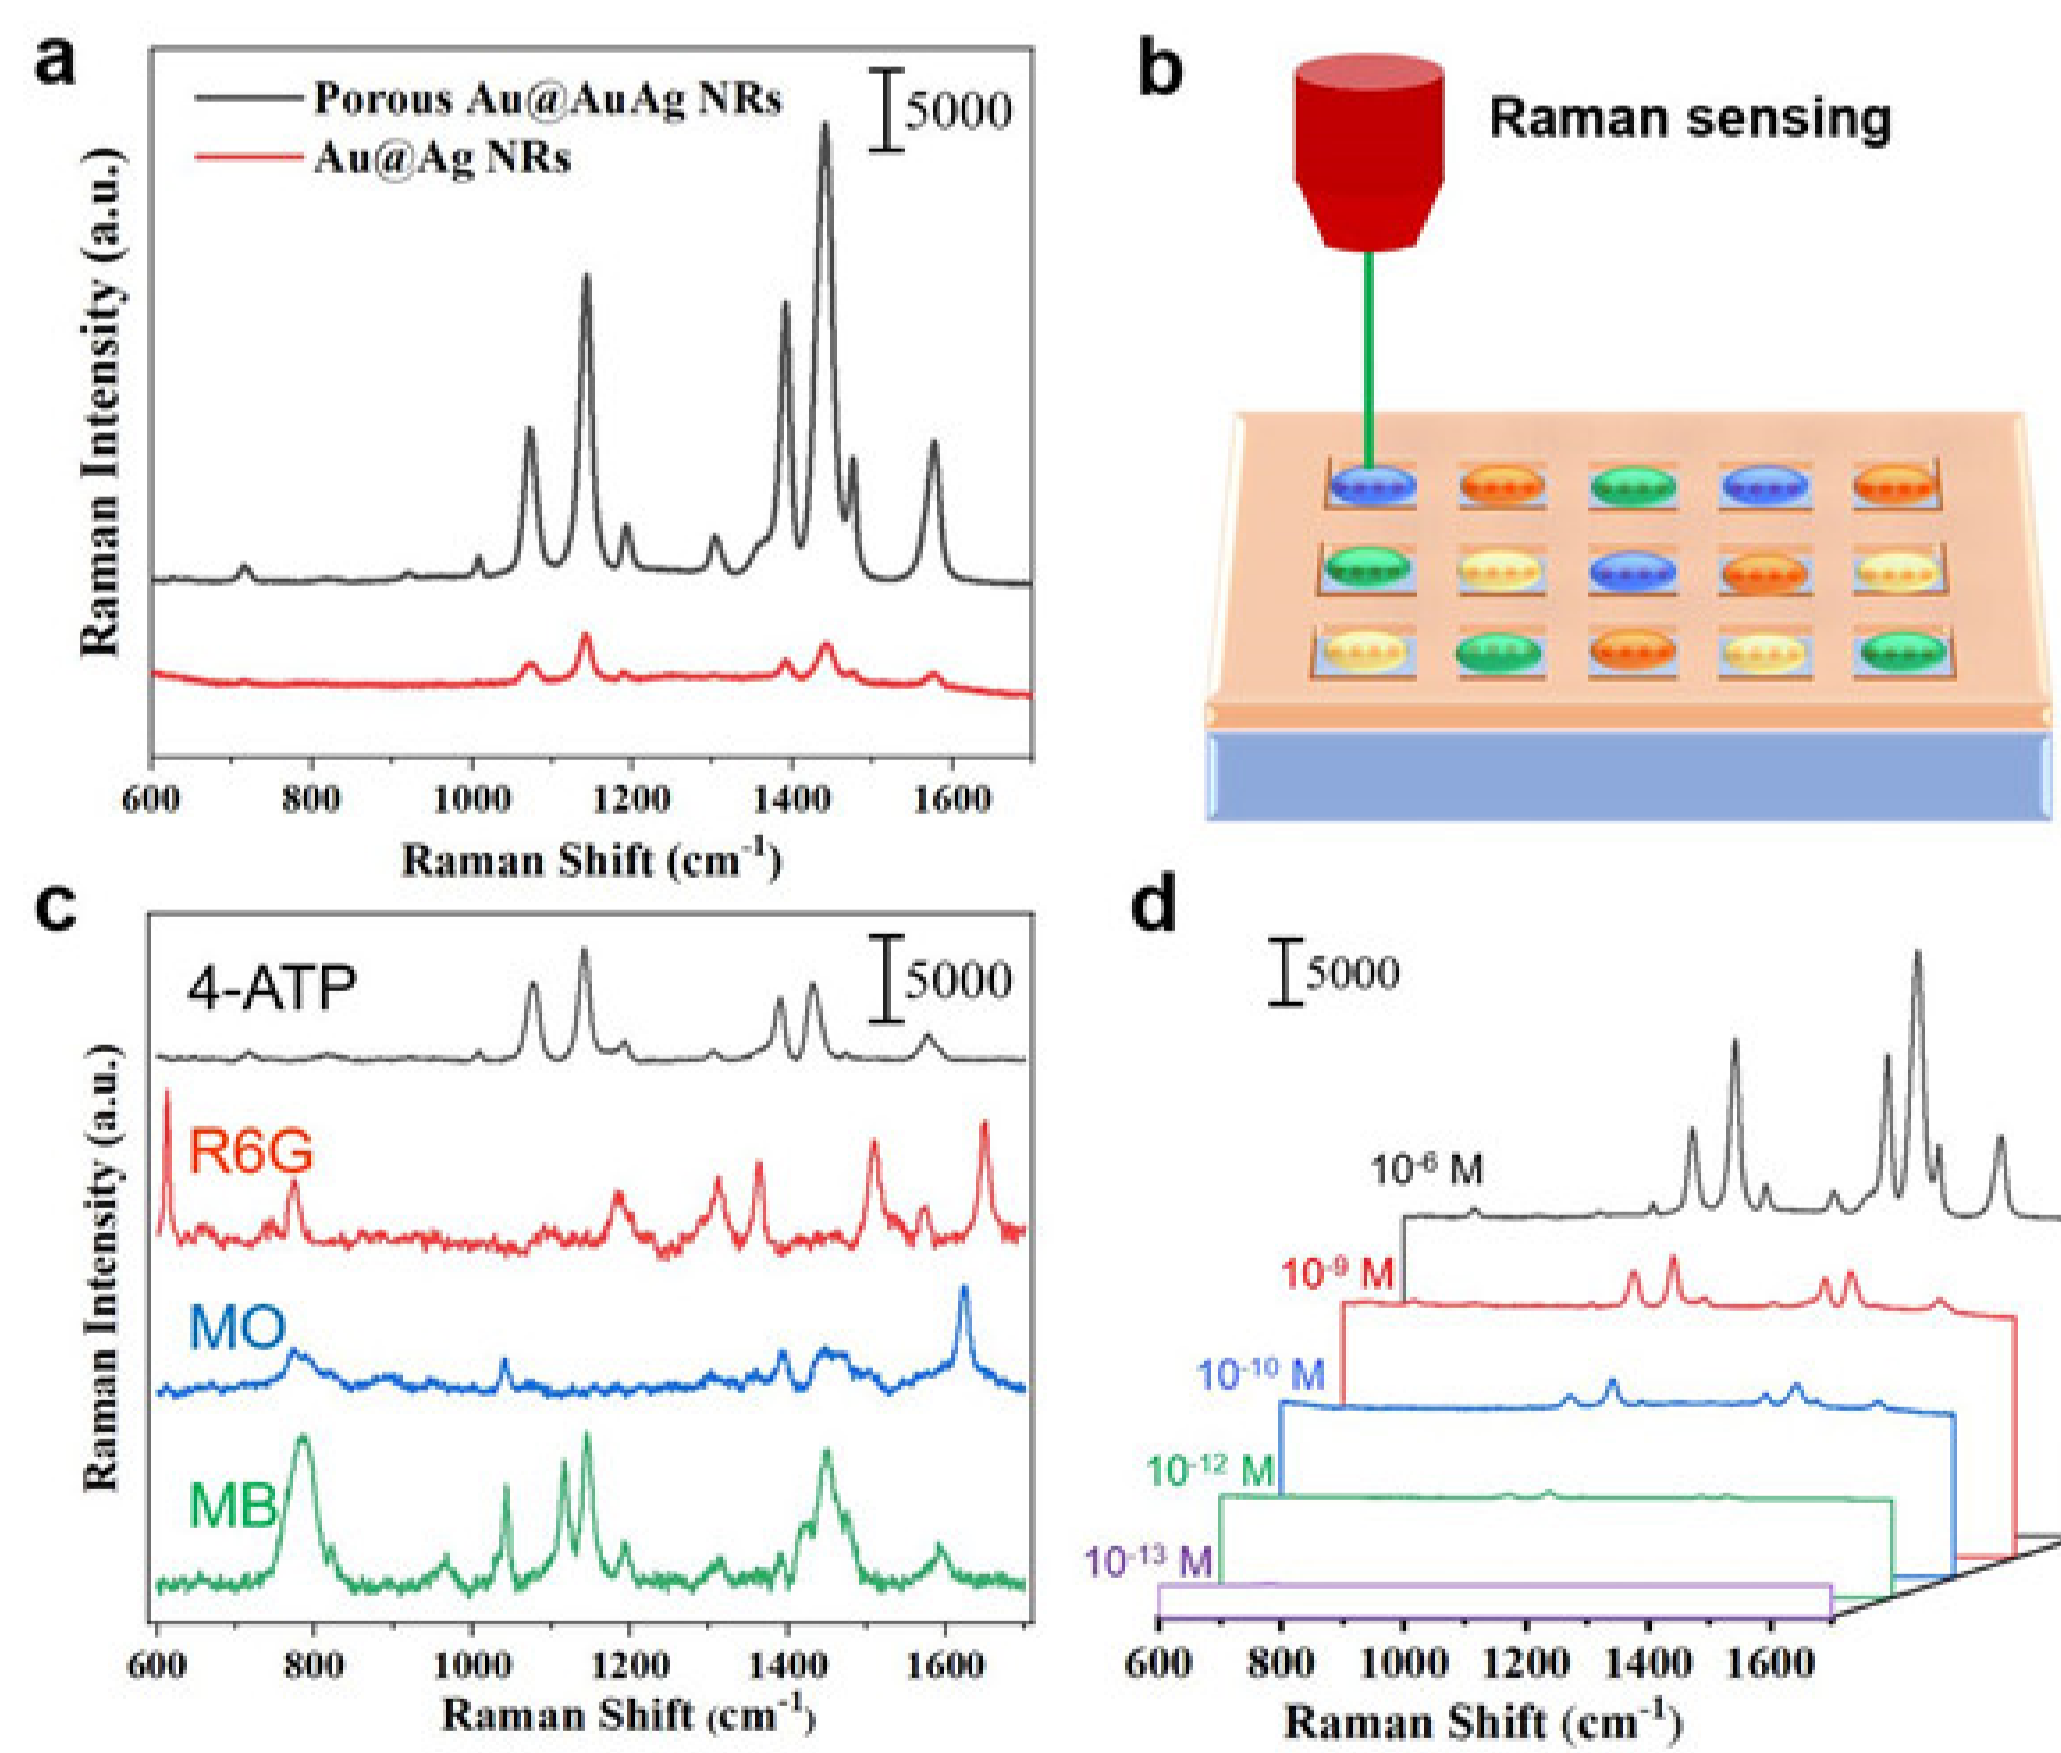 a
Porous Au@AuAg NRs
Au@Ag NRs
5000
Raman Intensity (a.u.)
600 800 1000 1200 1400 1600
Raman Shift (cm⁻¹)
b
Raman sensing
c
4-ATP
5000
R6G
MO
MB
Raman Intensity (a.u.)
600 800 1000 1200 1400 1600
Raman Shift (cm⁻¹)
d
5000
10⁻⁶ M
10⁻⁹ M
10⁻¹⁰ M
10⁻¹² M
10⁻¹³ M
600 800 1000 1200 1400 1600
Raman Shift (cm⁻¹)